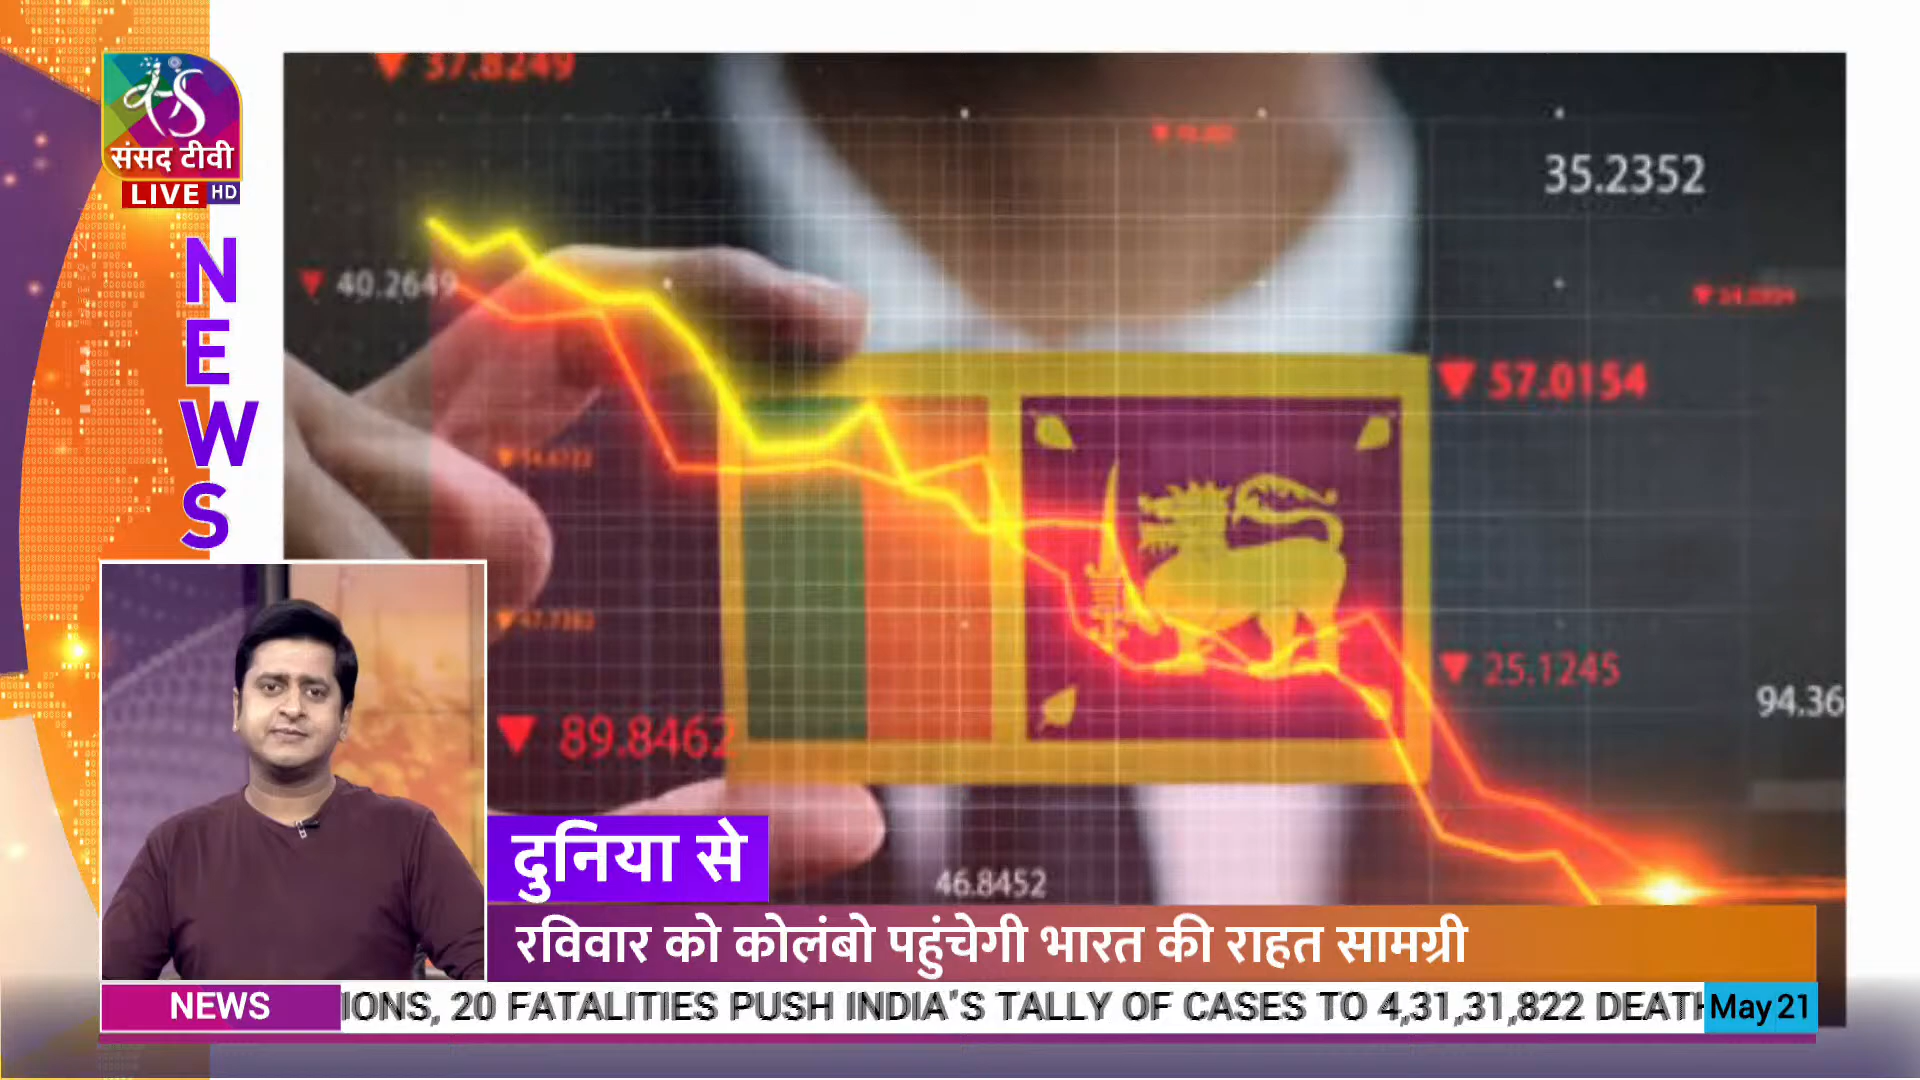 37.8249
35.2352
संसद टीवी
LIVE HD
NEWS
40.2649
57.0154
25.1245
94.36
89.8462
46.8452
दुनिया से
रविवार को कोलंबो पहुंचेगी भारत की राहत सामग्री
NEWS
IONS, 20 FATALITIES PUSH INDIA'S TALLY OF CASES TO 4,31,31,822 DEATH
May 21